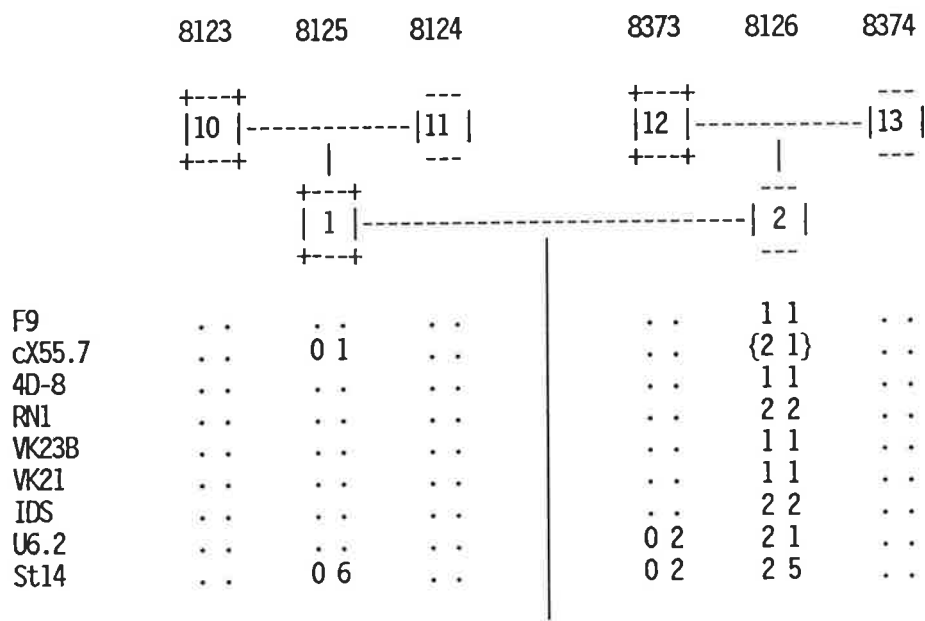 8123 8125 8124 8373 8126 8374
10 11 12 13
1 2
F9 . . . . . . . . 1 1 . .
cX55.7 . . 0 1 . . . . {2 1} . .
4D-8 . . . . . . . . 1 1 . .
RN1 . . . . . . . . 2 2 . .
VK23B . . . . . . . . 1 1 . .
VK21 . . . . . . . . 1 1 . .
IDS . . . . . . . . 2 2 . .
U6.2 . . . . . . 0 2 2 1 . .
St14 . . 0 6 . . 0 2 2 5 . .